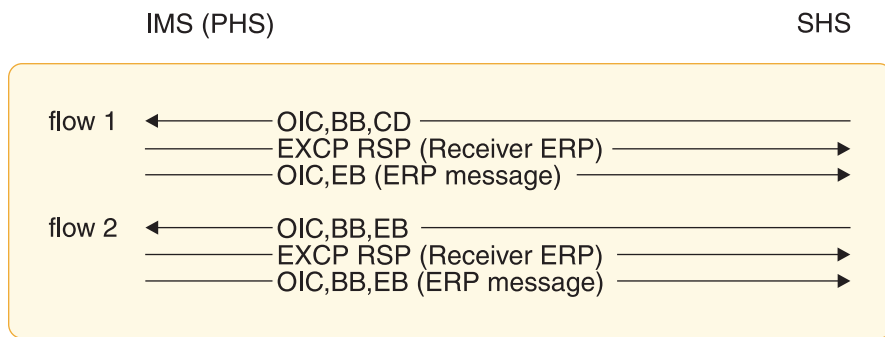 IMS (PHS) SHS
flow 1 OIC,BB,CD
EXCP RSP (Receiver ERP)
OIC,EB (ERP message)
flow 2 OIC,BB,EB
EXCP RSP (Receiver ERP)
OIC,BB,EB (ERP message)